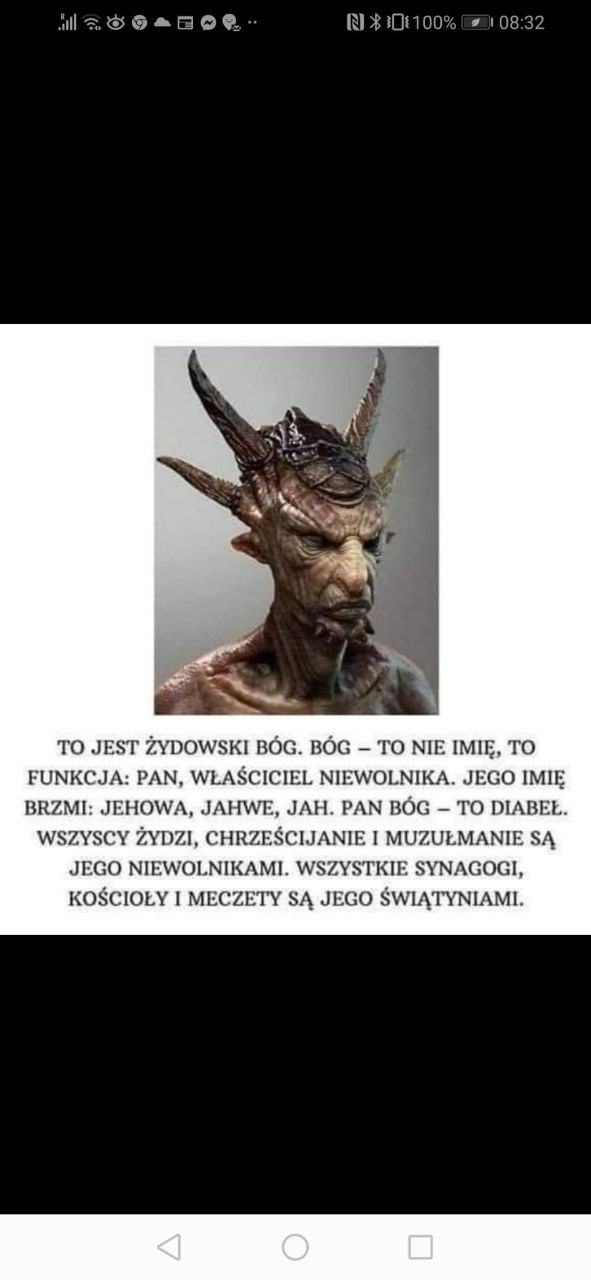 100% 08:32
TO JEST ŻYDOWSKI BÓG. BÓG – TO NIE IMIĘ, TO
FUNKCJA: PAN, WŁAŚCICIEL NIEWOLNIKA. JEGO IMIĘ
BRZMI: JEHOWA, JAHWE, JAH. PAN BÓG – TO DIABEŁ.
WSZYSCY ŻYDZI, CHRZEŚCIJANIE I MUZUŁMANIE SĄ
JEGO NIEWOLNIKAMI. WSZYSTKIE SYNAGOGI,
KOŚCIOŁY I MECZETY SĄ JEGO ŚWIĄTYNIAMI.